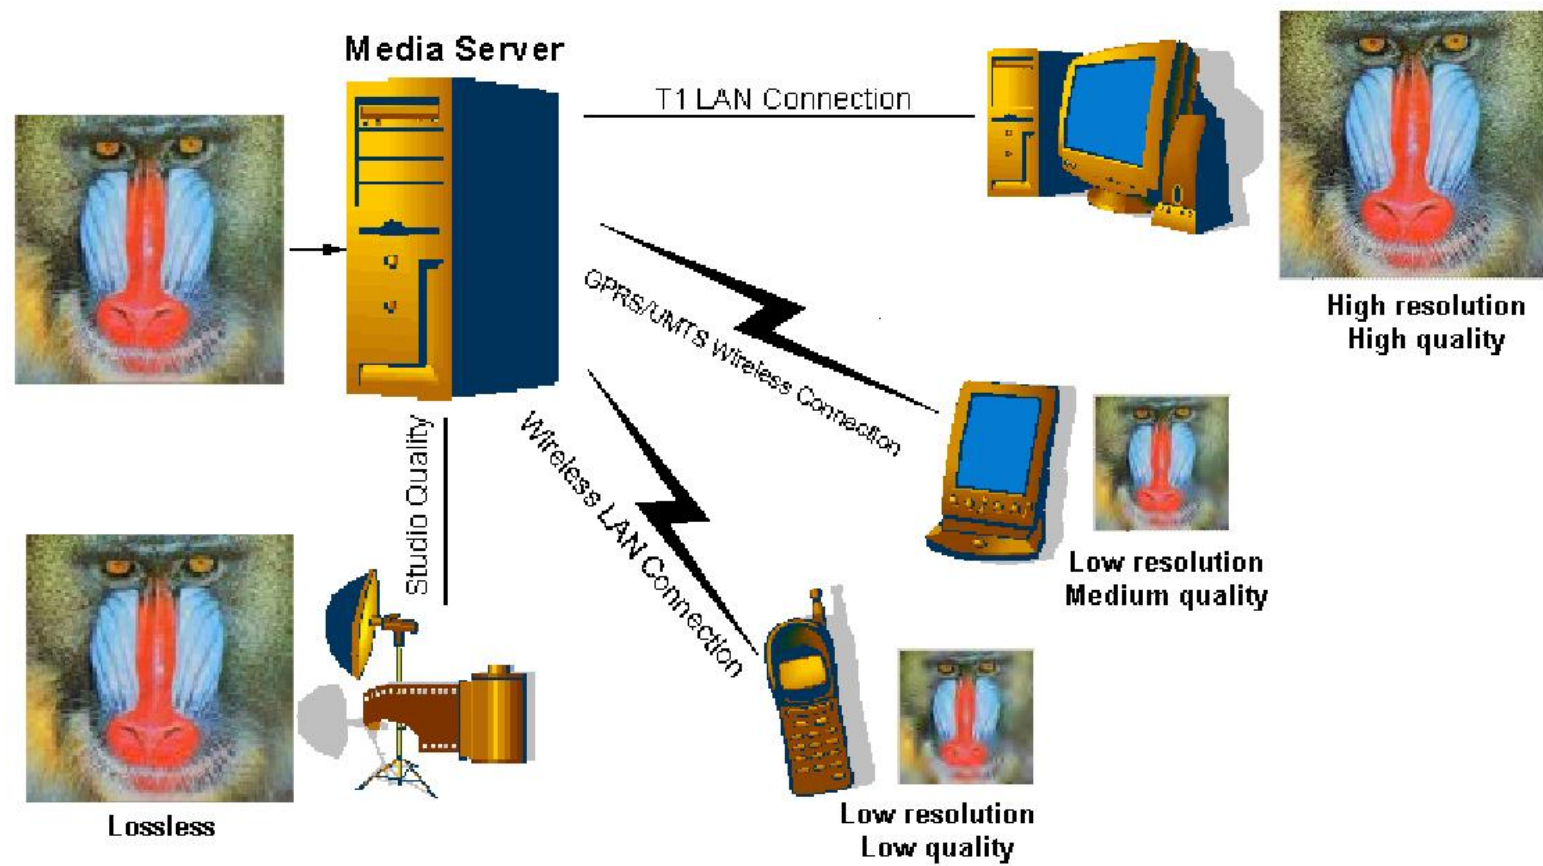 Media Server
T1 LAN Connection
High resolution
High quality
GPRS/UMTS Wireless Connection
Low resolution
Medium quality
Wireless LAN Connection
Low resolution
Low quality
Studio Quality
Lossless